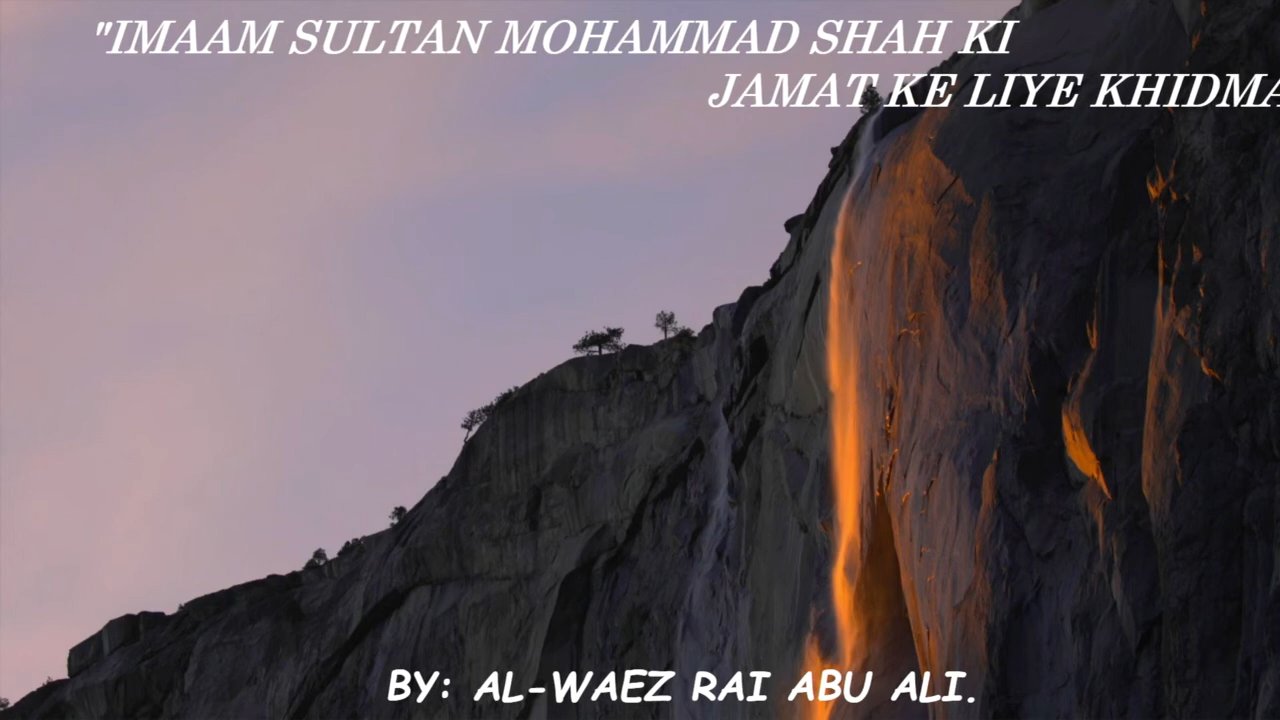 "IMAAM SULTAN MOHAMMAD SHAH KI
JAMAT KE LIYE KHIDMA
BY: AL-WAEZ RAI ABU ALI.